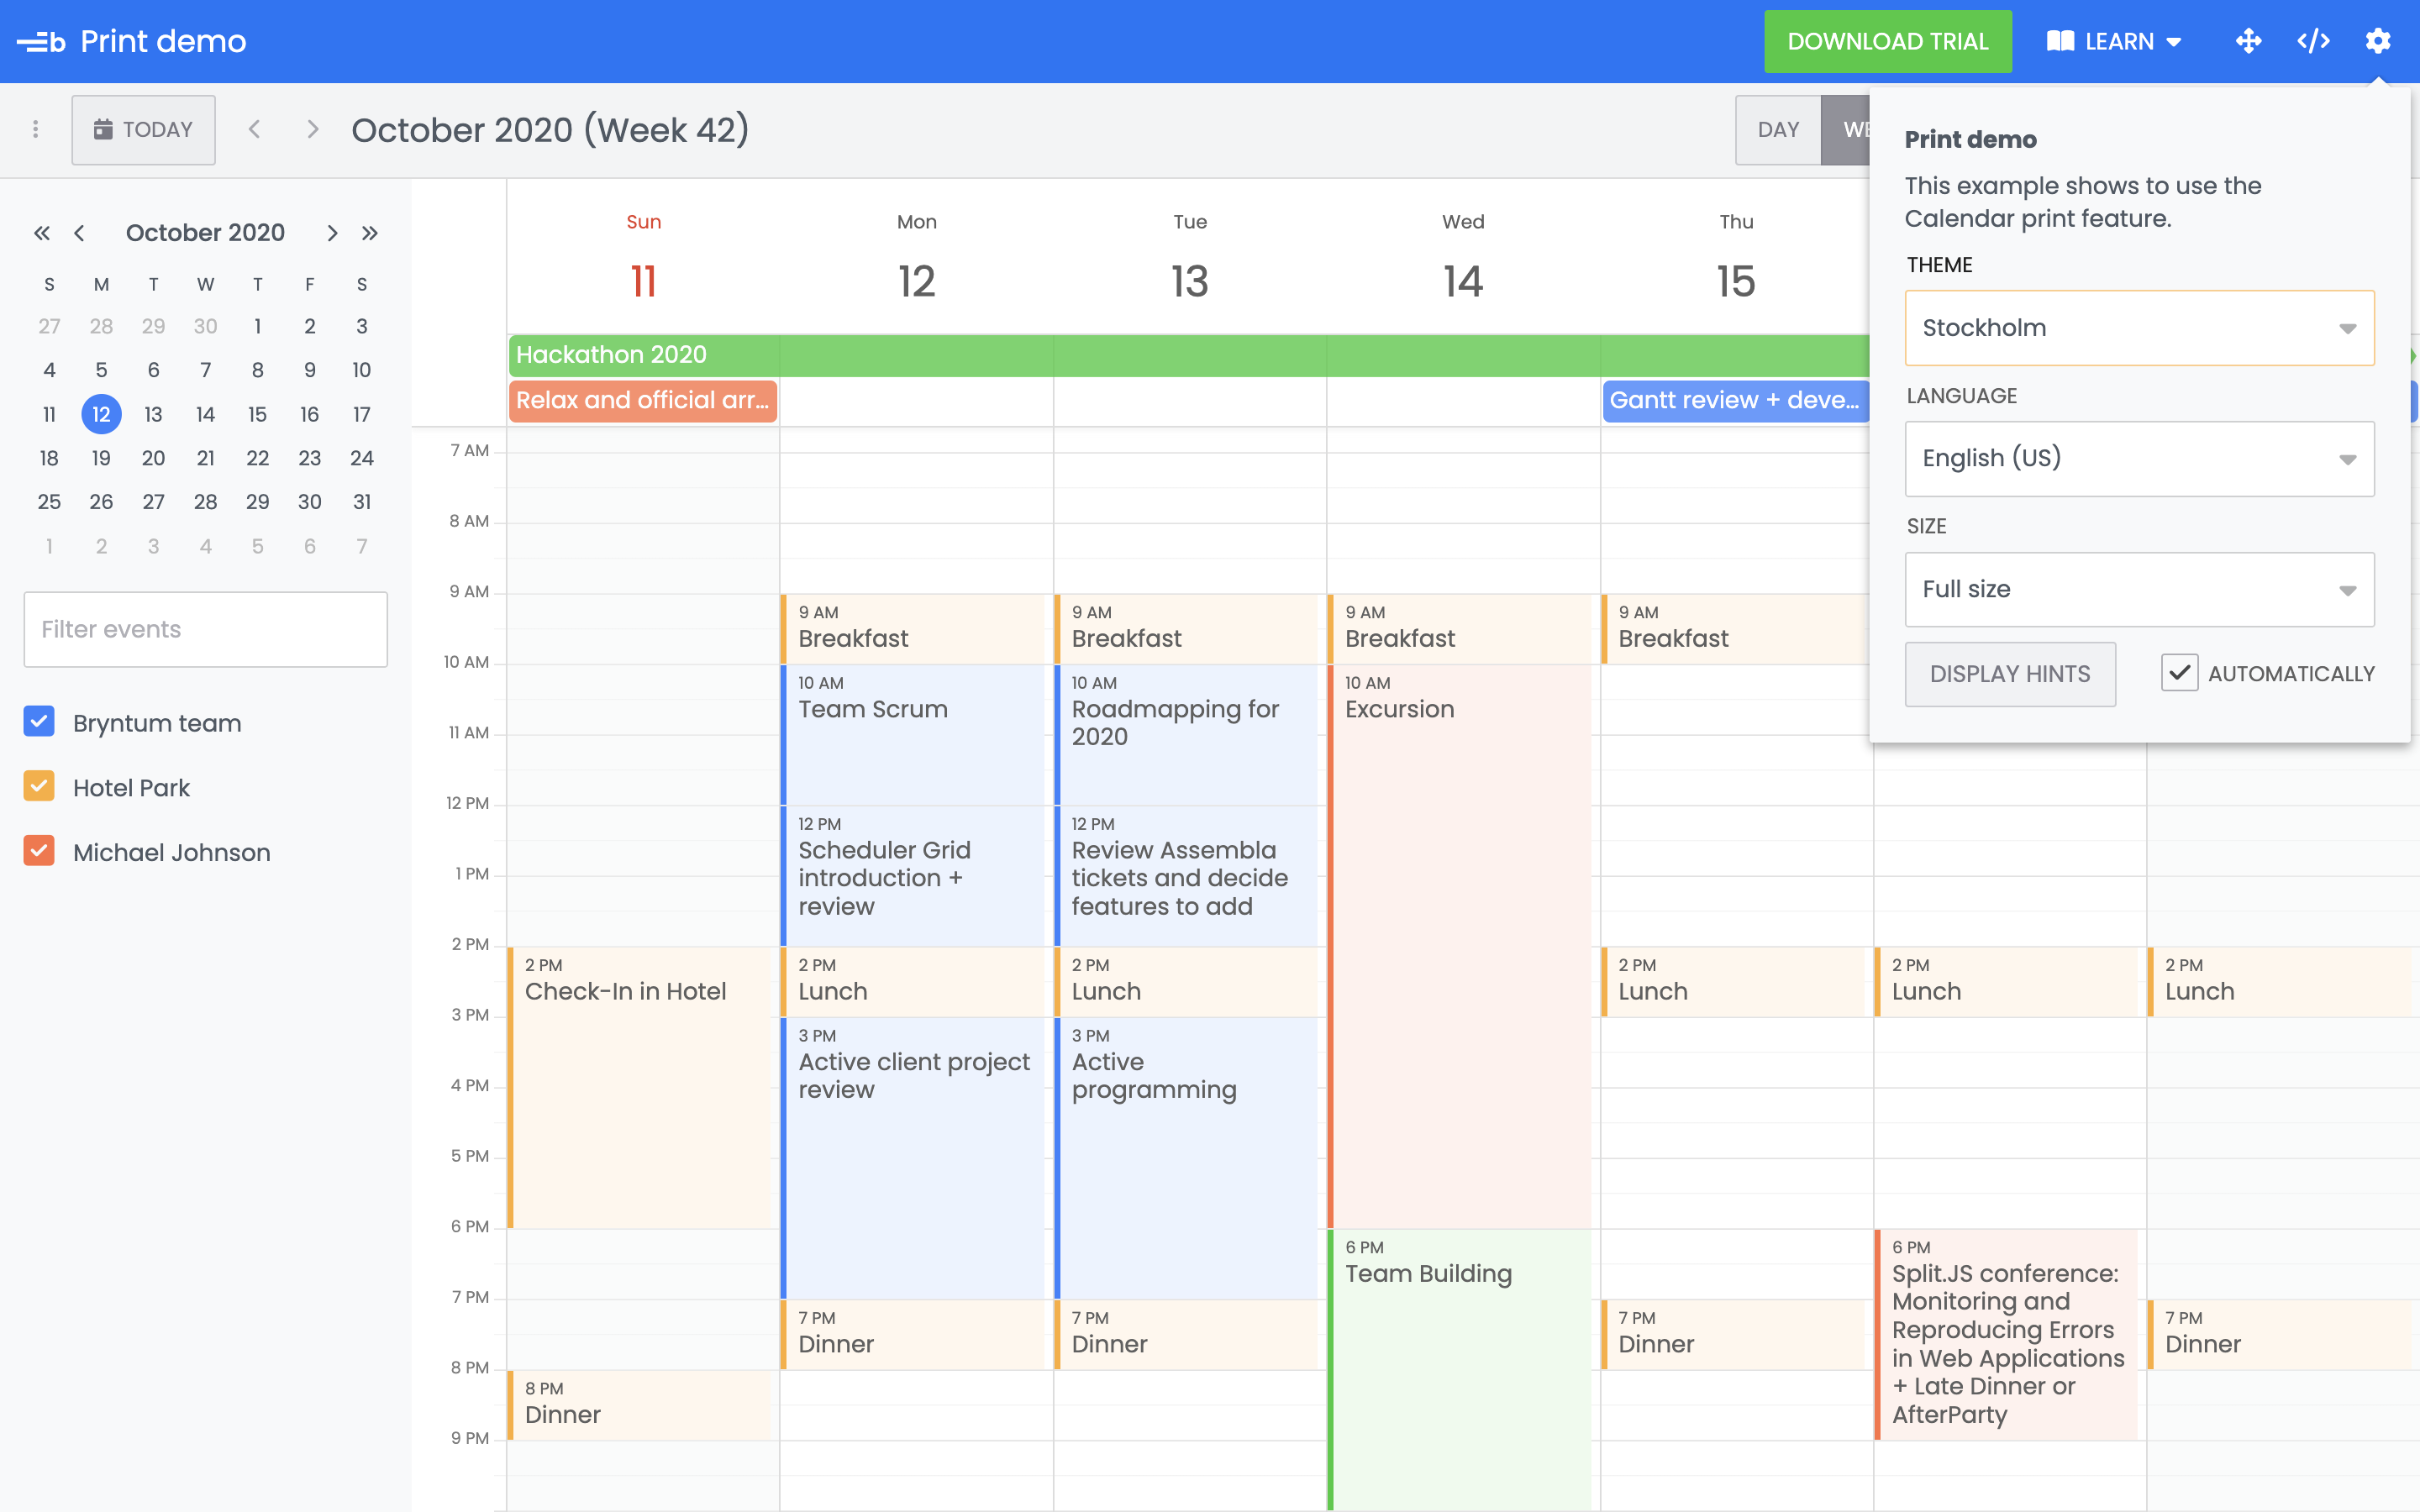 Print demo
DOWNLOAD TRIAL
LEARN
TODAY
October 2020 (Week 42)
DAY
October 2020
S M T W T F S
27 28 29 30 1 2 3
4 5 6 7 8 9 10
11 12 13 14 15 16 17
18 19 20 21 22 23 24
25 26 27 28 29 30 31
1 2 3 4 5 6 7
Filter events
Bryntum team
Hotel Park
Michael Johnson
Sun Mon Tue Wed Thu
11 12 13 14 15
Hackathon 2020
Relax and official arr...
Gantt review + deve...
7 AM
8 AM
9 AM
10 AM
11 AM
12 PM
1 PM
2 PM
3 PM
4 PM
5 PM
6 PM
7 PM
8 PM
9 PM
2 PM
Check-In in Hotel
8 PM
Dinner
9 AM
Breakfast
10 AM
Team Scrum
12 PM
Scheduler Grid
introduction +
review
2 PM
Lunch
3 PM
Active client project
review
7 PM
Dinner
9 AM
Breakfast
10 AM
Roadmapping for
2020
12 PM
Review Assembla
tickets and decide
features to add
2 PM
Lunch
3 PM
Active
programming
7 PM
Dinner
9 AM
Breakfast
10 AM
Excursion
6 PM
Team Building
9 AM
Breakfast
2 PM
Lunch
7 PM
Dinner
2 PM
Lunch
6 PM
Split.JS conference:
Monitoring and
Reproducing Errors
in Web Applications
+ Late Dinner or
AfterParty
2 PM
Lunch
7 PM
Dinner
Print demo
This example shows to use the
Calendar print feature.
THEME
Stockholm
LANGUAGE
English (US)
SIZE
Full size
DISPLAY HINTS
AUTOMATICALLY